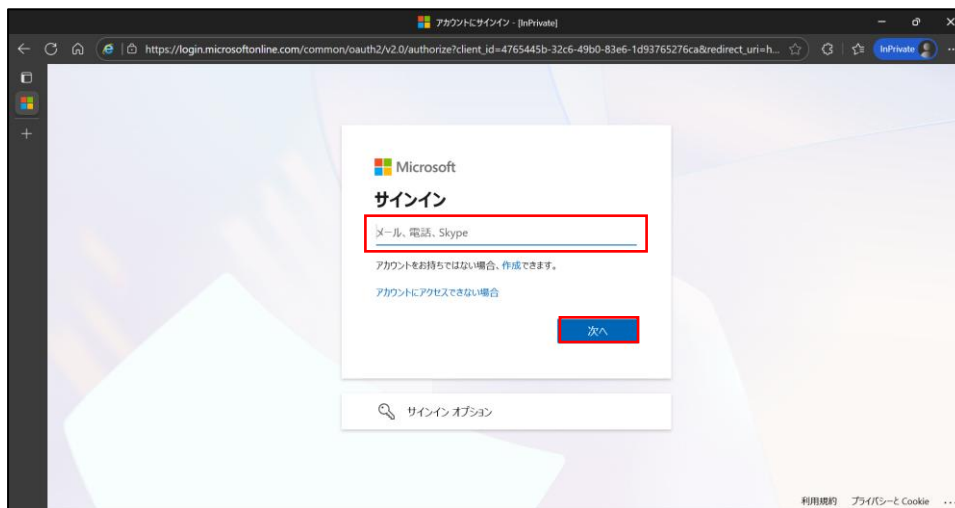 アカウントにサインイン - [InPrivate]
https://login.microsoftonline.com/common/oauth2/v2.0/authorize?client_id=4765445b-32c6-49b0-83e6-1d93765276ca&redirect_uri=h...
InPrivate
Microsoft
サインイン
メール、電話、Skype
アカウントをお持ちではない場合、作成できます。
アカウントにアクセスできない場合
次へ
サインイン オプション
利用規約 プライバシーと Cookie ...